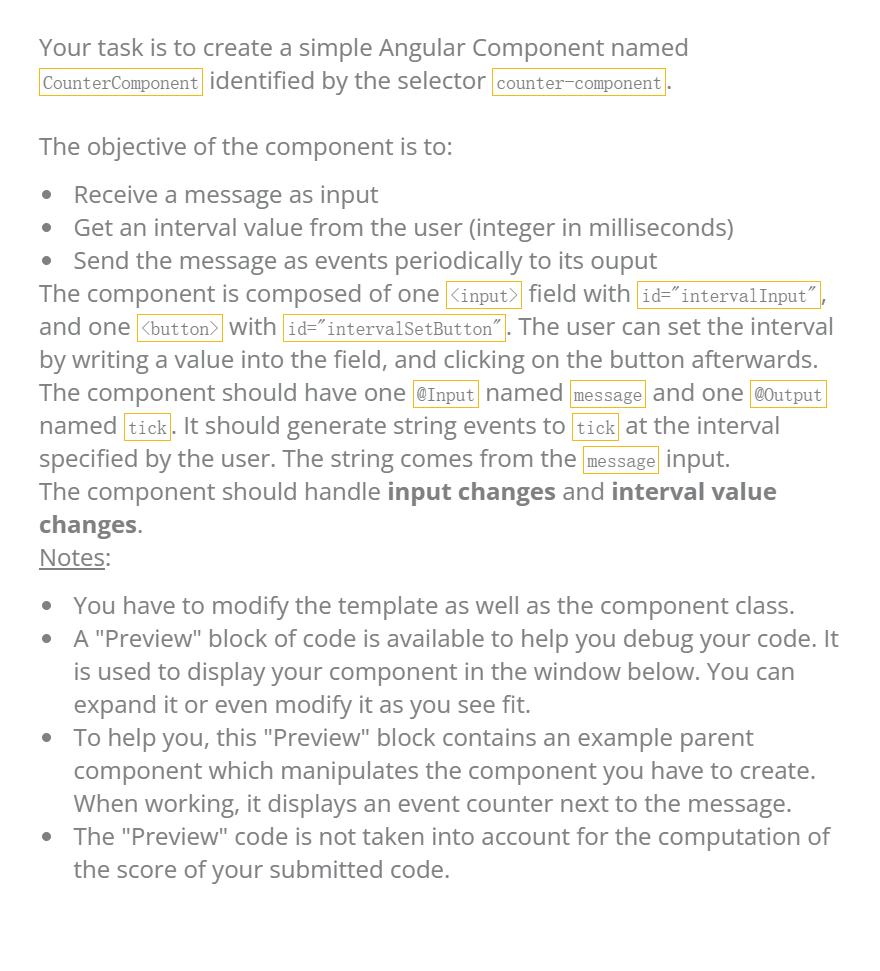 Your task is to create a simple Angular Component named
CounterComponent identified by the selector counter-component.
The objective of the component is to:
• Receive a message as input
• Get an interval value from the user (integer in milliseconds)
• Send the message as events periodically to its ouput
The component is composed of one <input> field with id="intervalInput",
and one <button> with id="intervalSetButton". The user can set the interval
by writing a value into the field, and clicking on the button afterwards.
The component should have one @Input named message and one @Output
named tick. It should generate string events to tick at the interval
specified by the user. The string comes from the message input.
The component should handle input changes and interval value
changes.
Notes:
• You have to modify the template as well as the component class.
• A "Preview" block of code is available to help you debug your code. It
is used to display your component in the window below. You can
expand it or even modify it as you see fit.
• To help you, this "Preview" block contains an example parent
component which manipulates the component you have to create.
When working, it displays an event counter next to the message.
• The "Preview" code is not taken into account for the computation of
the score of your submitted code.